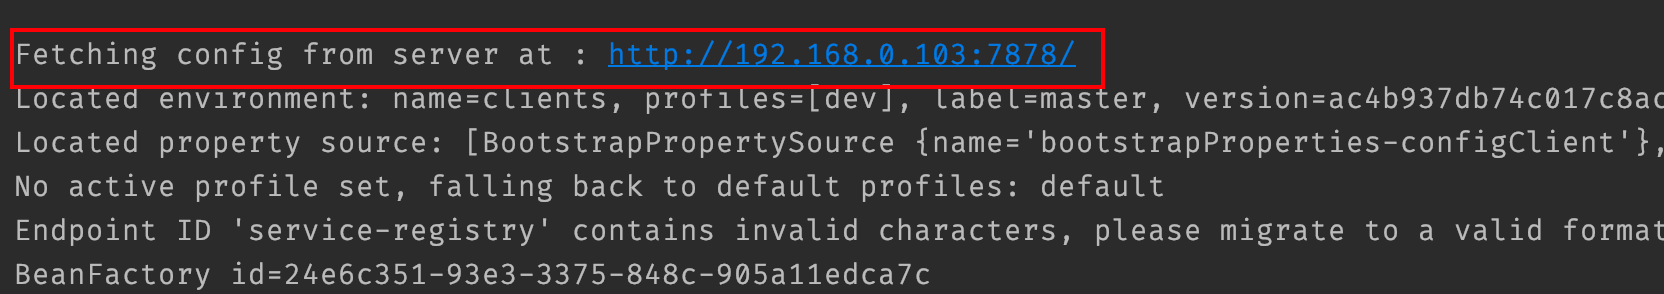 Fetching config from server at : http://192.168.0.103:7878/
Located environment: name=clients, profiles=[dev], label=master, version=ac4b937db74c017c8ac
Located property source: [BootstrapPropertySource {name='bootstrapProperties-configClient'},
No active profile set, falling back to default profiles: default
Endpoint ID 'service-registry' contains invalid characters, please migrate to a valid format
BeanFactory id=24e6c351-93e3-3375-848c-905a11edca7c